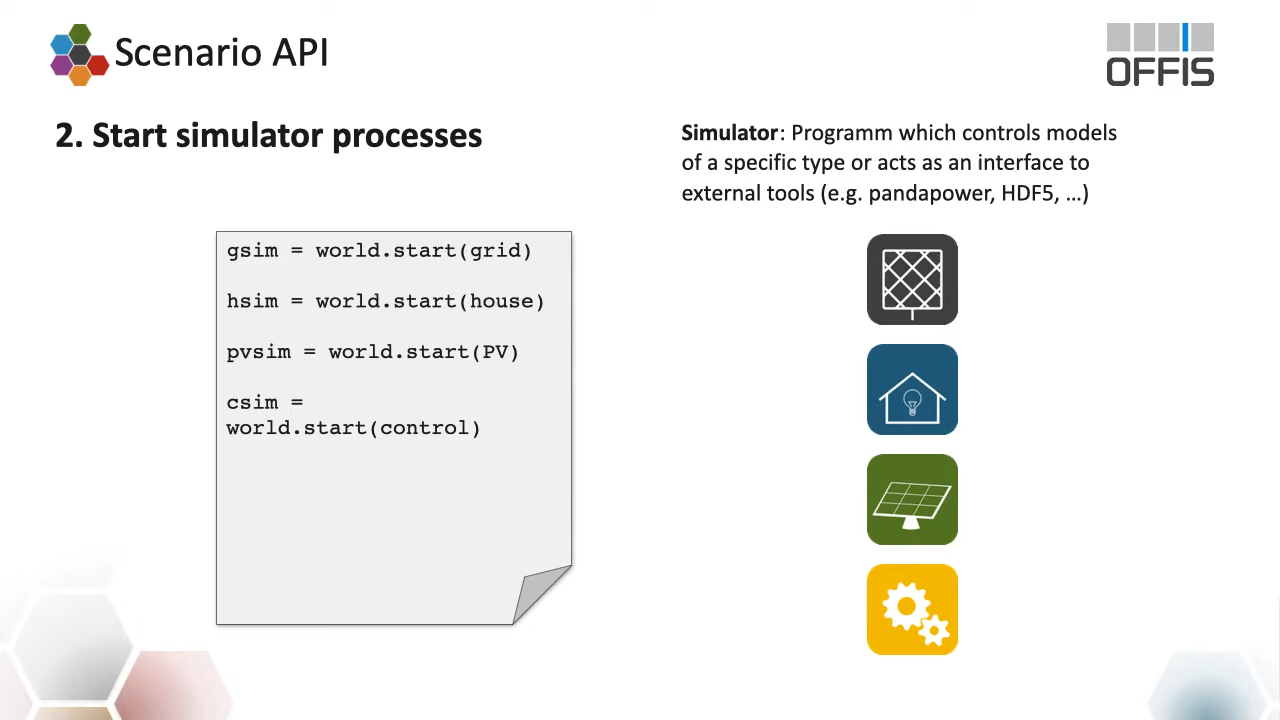 Scenario API
OFFIS
2. Start simulator processes
Simulator: Programm which controls models
of a specific type or acts as an interface to
external tools (e.g. pandapower, HDF5, …)
gsim = world.start(grid)
hsim = world.start(house)
pvsim = world.start(PV)
csim =
world.start(control)